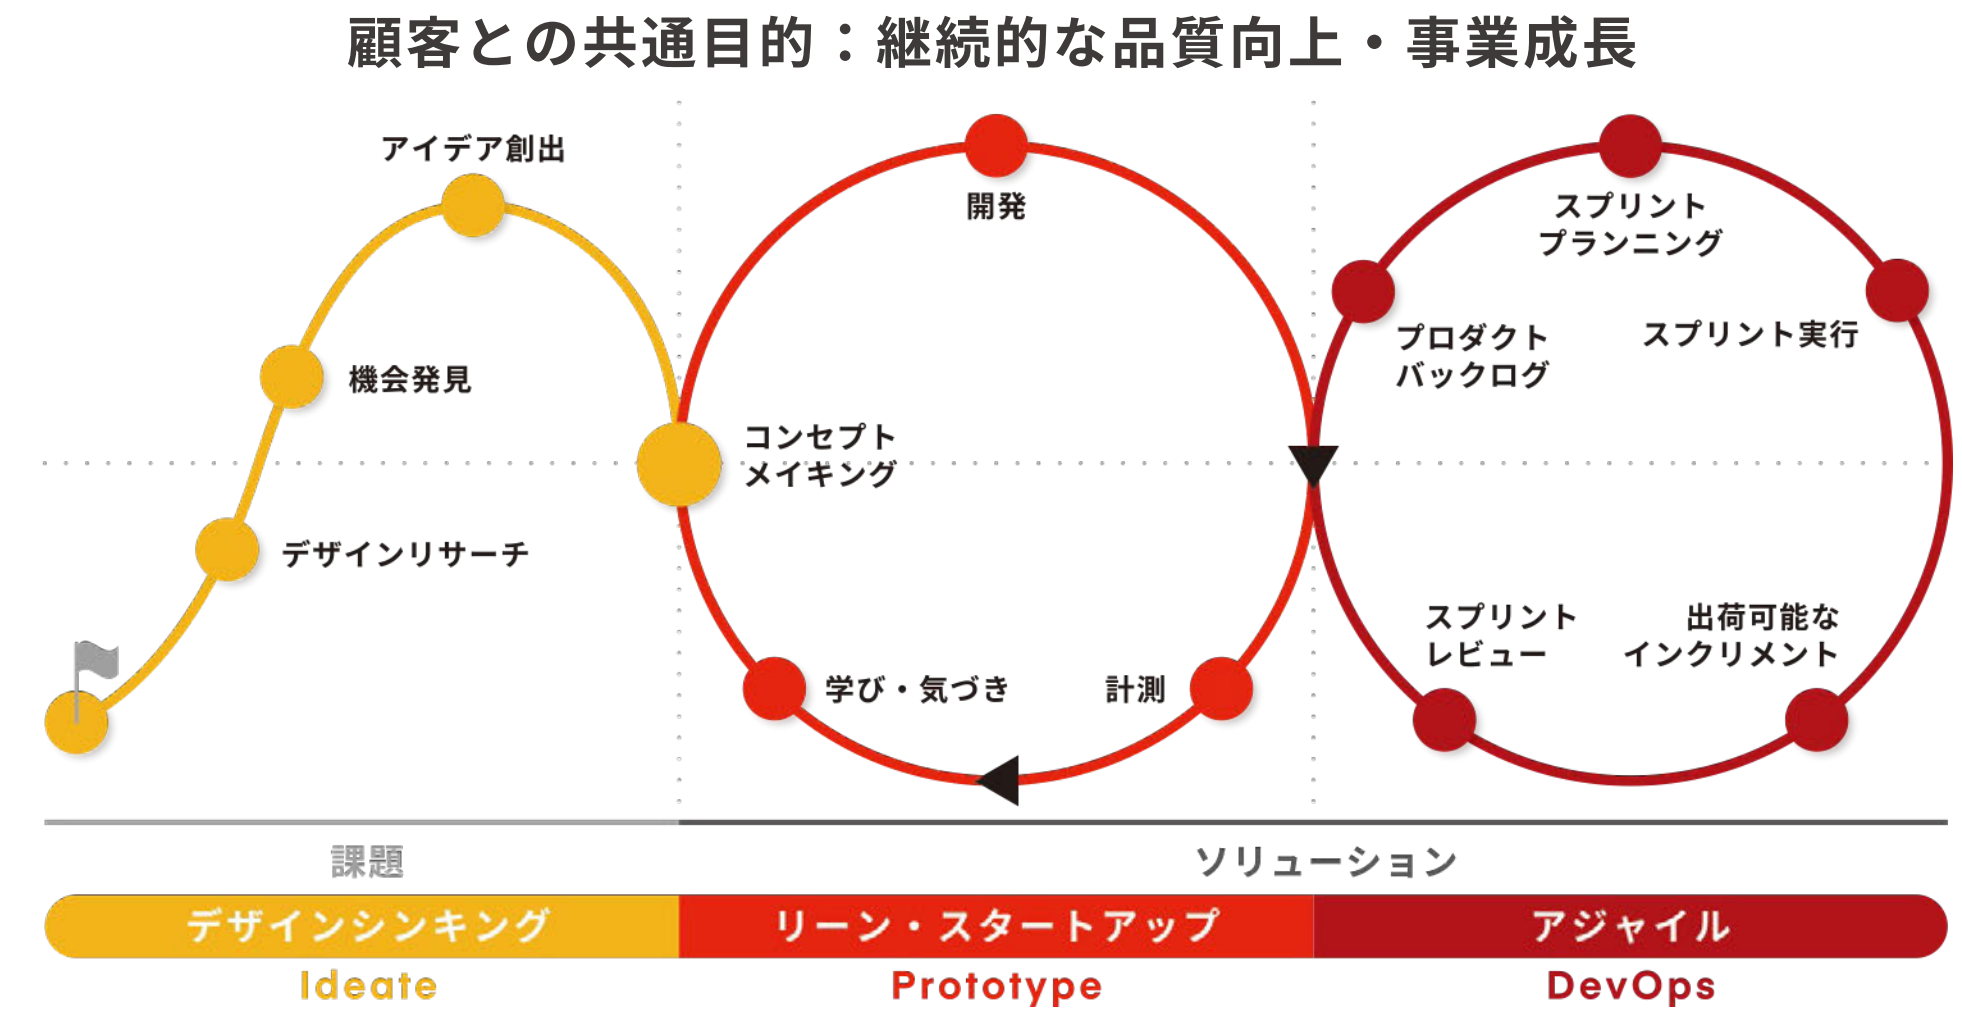 顧客との共通目的：継続的な品質向上・事業成長
アイデア創出
機会発見
デザインリサーチ
コンセプト
メイキング
開発
学び・気づき
計測
スプリント
プランニング
プロダクト
バックログ
スプリント実行
スプリント
レビュー
出荷可能な
インクリメント
課題
ソリューション
デザインシンキング
リーン・スタートアップ
アジャイル
Ideate
Prototype
DevOps